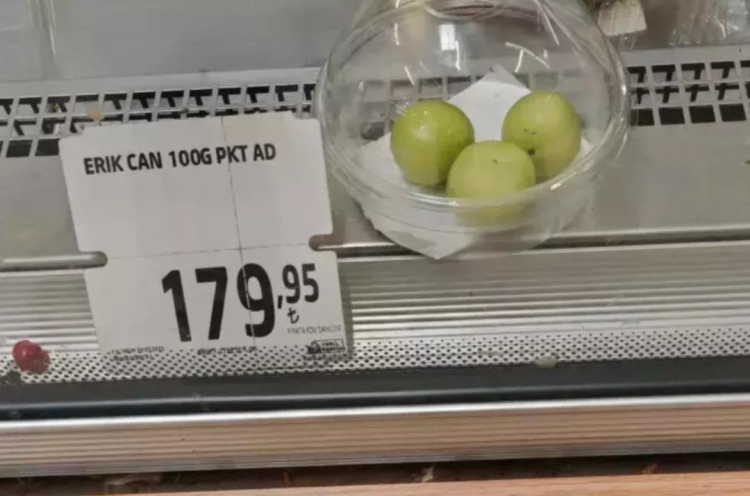 ERIK CAN 100G PKT AD
179,95
₺